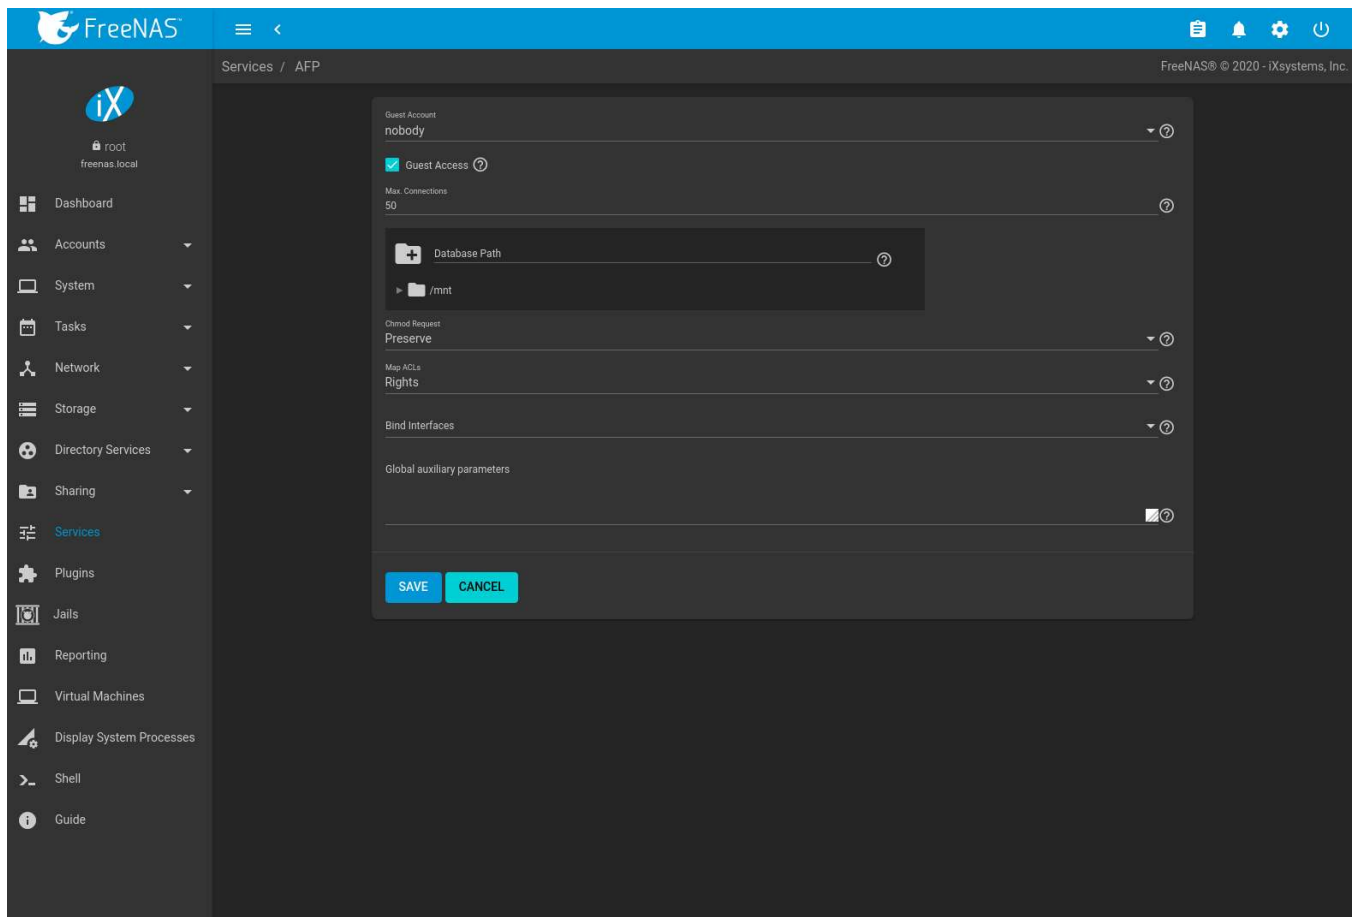 FreeNAS®
Services / AFP
FreeNAS® © 2020 - iXsystems, Inc.
iX
root
freenas.local
Dashboard
Accounts
System
Tasks
Network
Storage
Directory Services
Sharing
Services
Plugins
Jails
Reporting
Virtual Machines
Display System Processes
Shell
Guide
Guest Account
nobody
Guest Access
Max. Connections
50
Database Path
/mnt
Chmod Request
Preserve
Map ACLs
Rights
Bind Interfaces
Global auxiliary parameters
SAVE
CANCEL